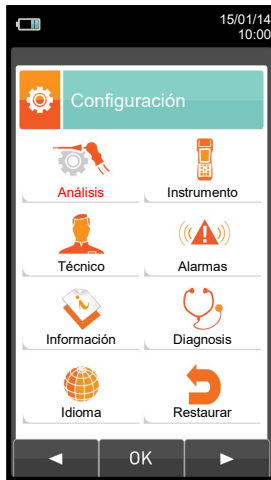 15/01/14
10:00
Configuración
Análisis
Instrumento
Técnico
Alarmas
Información
Diagnosis
Idioma
Restaurar
OK